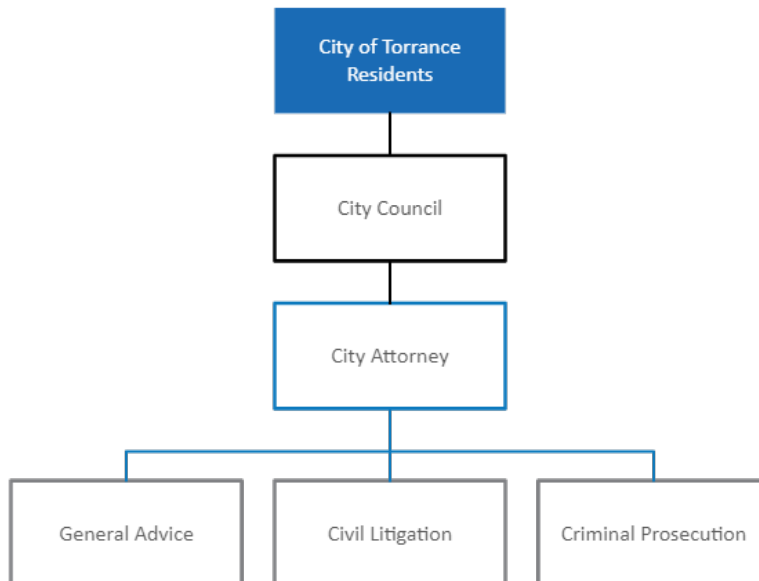 City of Torrance
Residents
City Council
City Attorney
General Advice
Civil Litigation
Criminal Prosecution